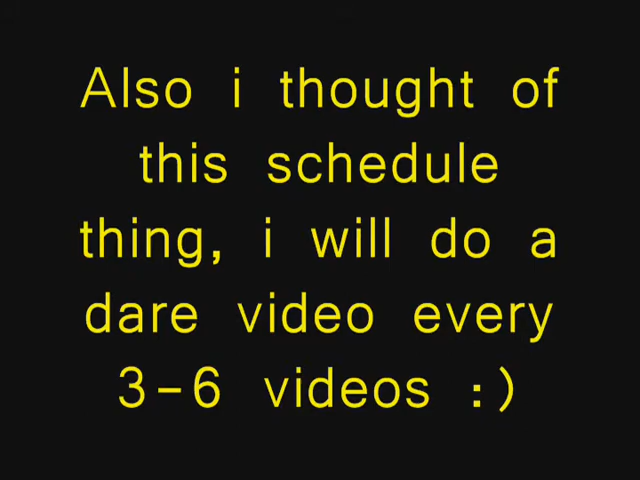 Also i thought of
this schedule
thing, i will do a
dare video every
3-6 videos :)